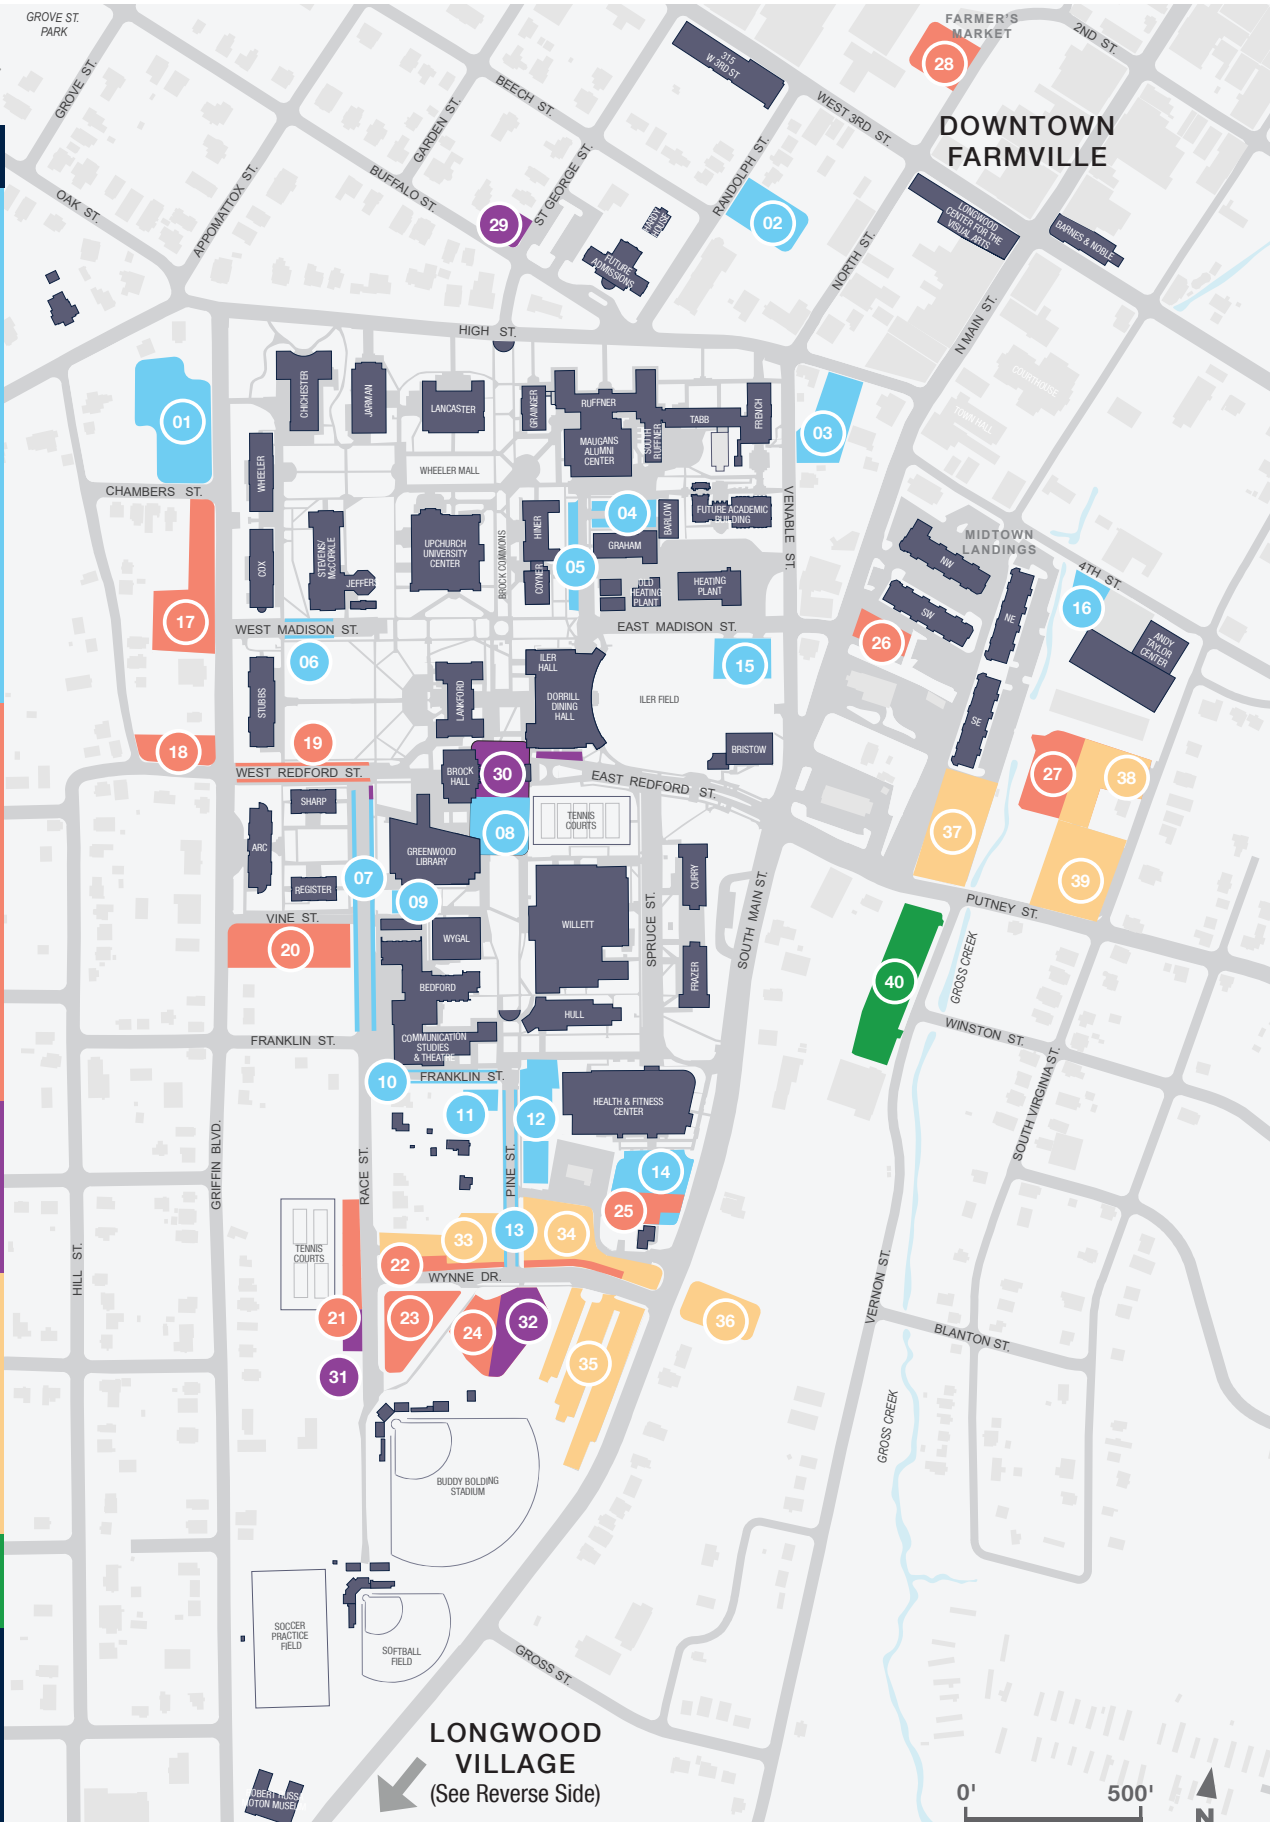 GROVE ST.
PARK
FARMER'S
MARKET
28
2ND ST.
GROVE ST.
BEECH ST.
315
W 3RD ST
WEST 3RD ST.
DOWNTOWN
FARMVILLE
GARDEN ST.
OAK ST.
APPOMATTOX ST.
BUFFALO ST.
ST GEORGE ST.
RANDOLPH ST.
29
HARDY
HOUSE
02
LONGWOOD
CENTER FOR THE
VISUAL ARTS
BARNES & NOBLE
FUTURE
ADMISSIONS
NORTH ST.
N MAIN ST.
HIGH ST.
COURTHOUSE
TOWN HALL
01
CHICHESTER
JARMAN
LANCASTER
GRAINGER
RUFFNER
MAUGANS
ALUMNI
CENTER
SOUTH
RUFFNER
TABB
FRENCH
03
WHEELER
WHEELER MALL
CHAMBERS ST.
VENABLE ST.
04
HINER
BARLOW
FUTURE ACADEMIC
BUILDING
GRAHAM
MIDTOWN
LANDINGS
NW
4TH ST.
COX
STEVENS/
McCORKLE
JEFFERS
UPCHURCH
UNIVERSITY
CENTER
BROCK COMMONS
COYNER
05
OLD
HEATING
PLANT
HEATING
PLANT
SW
NE
16
ANDY
TAYLOR
CENTER
17
WEST MADISON ST.
EAST MADISON ST.
26
06
ILER
HALL
15
STUBBS
LANKFORD
DORRILL
DINING
HALL
ILER FIELD
SE
18
19
WEST REDFORD ST.
BROCK
HALL
30
EAST REDFORD ST.
BRISTOW
27
38
SHARP
08
TENNIS
COURTS
37
ARC
GREENWOOD
LIBRARY
07
REGISTER
09
CURRY
39
VINE ST.
PUTNEY ST.
20
WYGAL
WILLETT
SPRUCE ST.
SOUTH MAIN ST.
BEDFORD
FRAZER
40
GROSS CREEK
HULL
WINSTON ST.
FRANKLIN ST.
COMMUNICATION
STUDIES
& THEATRE
10
FRANKLIN ST.
11
12
HEALTH & FITNESS
CENTER
SOUTH VIRGINIA ST.
GRIFFIN BLVD.
RACE ST.
PINE ST.
14
25
TENNIS
COURTS
33
13
34
22
WYNNE DR.
HILL ST.
VERNON ST.
21
23
24
32
36
BLANTON ST.
31
35
GROSS CREEK
BUDDY BOLDING
STADIUM
SOCCER
PRACTICE
FIELD
SOFTBALL
FIELD
GROSS ST.
LONGWOOD
VILLAGE
(See Reverse Side)
0'
500'
N